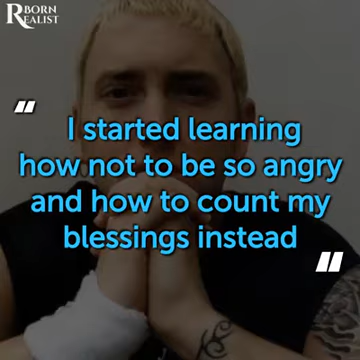 BORN
REALIST
"
I started learning
how not to be so angry
and how to count my
blessings instead
"